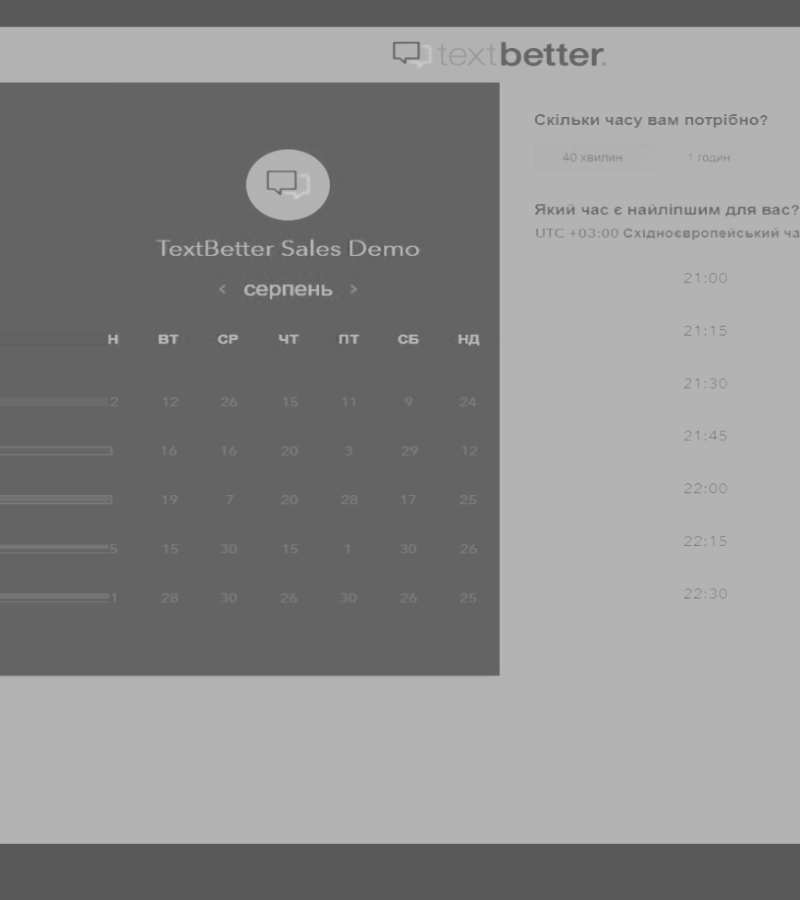 textbetter.
TextBetter Sales Demo
‹ серпень ›
Н ВТ СР ЧТ ПТ СБ НД
2 12 26 15 11 9 24
16 16 20 3 29 12
19 7 20 28 17 25
5 15 30 15 1 30 26
1 28 30 26 30 26 25
Скільки часу вам потрібно?
40 хвилин 1 годин
Який час є найліпшим для вас?
UTC +03:00 Східноєвропейський ча
21:00
21:15
21:30
21:45
22:00
22:15
22:30